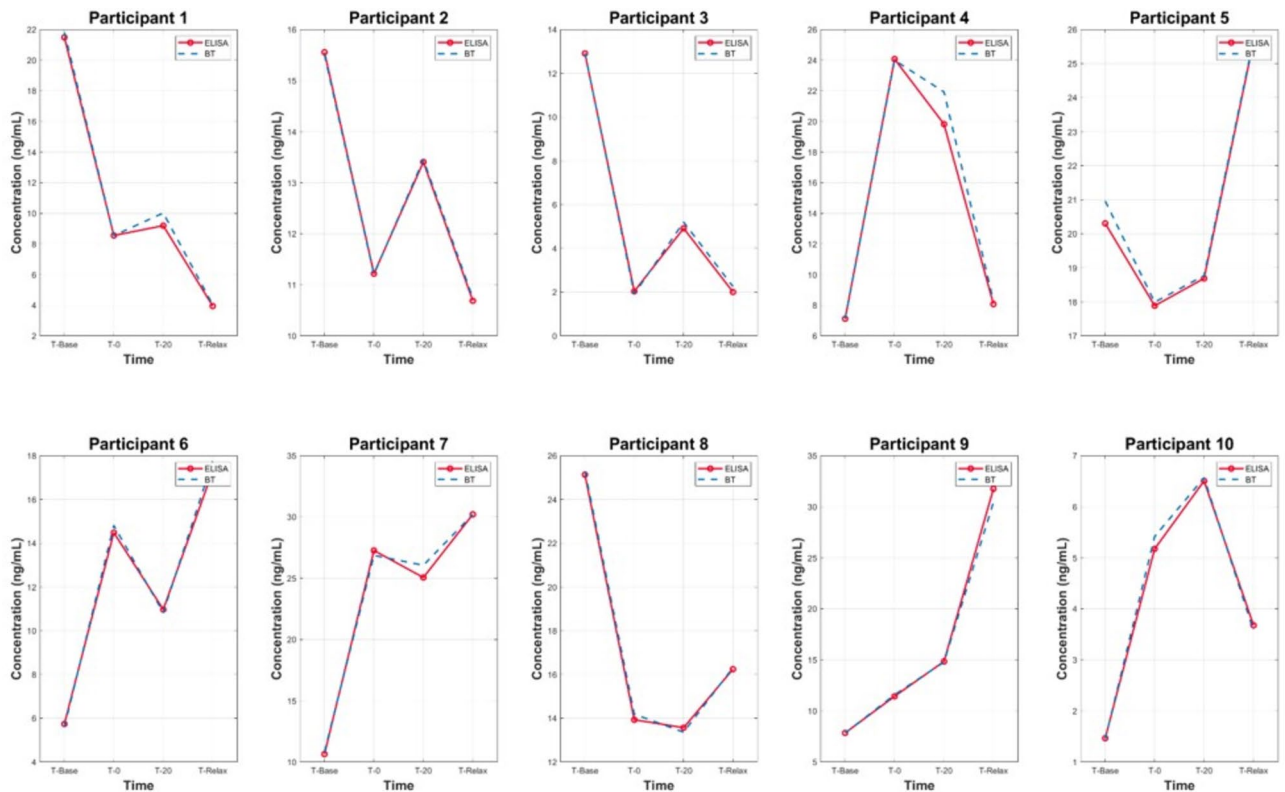 Participant 1
22
20
18
16
14
12
10
8
6
4
2
Concentration (ng/mL)
ELISA
BT
T-Base T-0 T-20 T-Relax
Time
Participant 2
16
15
14
13
12
11
10
Concentration (ng/mL)
ELISA
BT
T-Base T-0 T-20 T-Relax
Time
Participant 3
14
12
10
8
6
4
2
0
Concentration (ng/mL)
ELISA
BT
T-Base T-0 T-20 T-Relax
Time
Participant 4
26
24
22
20
18
16
14
12
10
8
6
Concentration (ng/mL)
ELISA
BT
T-Base T-0 T-20 T-Relax
Time
Participant 5
26
25
24
23
22
21
20
19
18
17
Concentration (ng/mL)
ELISA
BT
T-Base T-0 T-20 T-Relax
Time
Participant 6
18
16
14
12
10
8
6
4
Concentration (ng/mL)
ELISA
BT
T-Base T-0 T-20 T-Relax
Time
Participant 7
35
30
25
20
15
10
Concentration (ng/mL)
ELISA
BT
T-Base T-0 T-20 T-Relax
Time
Participant 8
26
24
22
20
18
16
14
12
Concentration (ng/mL)
ELISA
BT
T-Base T-0 T-20 T-Relax
Time
Participant 9
35
30
25
20
15
10
5
Concentration (ng/mL)
ELISA
BT
T-Base T-0 T-20 T-Relax
Time
Participant 10
7
6
5
4
3
2
1
Concentration (ng/mL)
ELISA
BT
T-Base T-0 T-20 T-Relax
Time